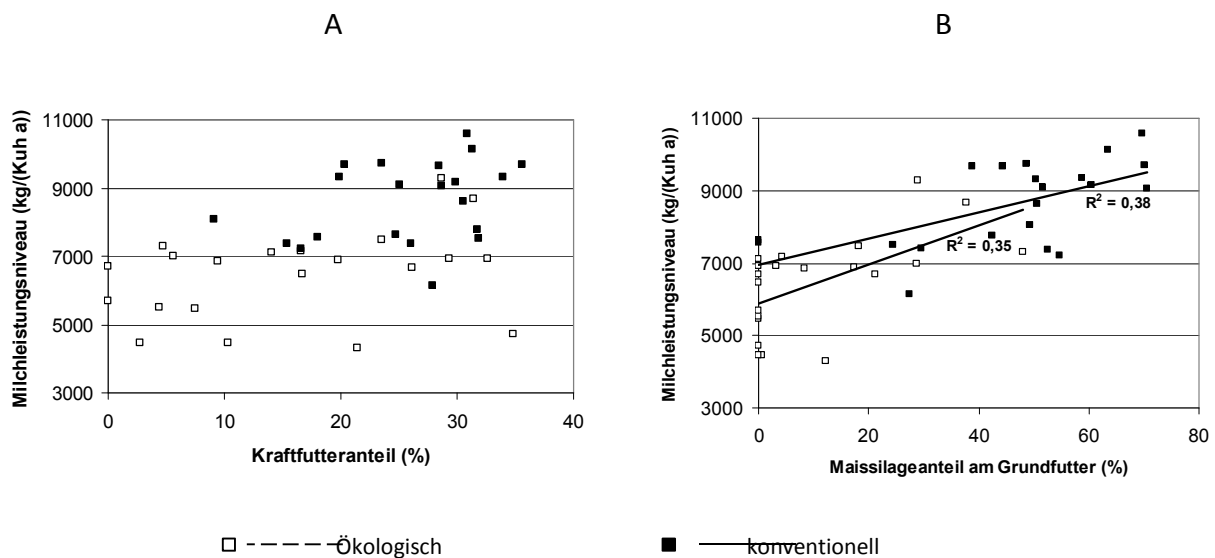 A
B
Milchleistungsniveau (kg/(Kuh a))
11000
9000
7000
5000
3000
0
10
20
30
40
Kraftfutteranteil (%)
Milchleistungsniveau (kg/(Kuh a))
11000
9000
7000
5000
3000
R² = 0,38
R² = 0,35
0
20
40
60
80
Maissilageanteil am Grundfutter (%)
Ökologisch
konventionell